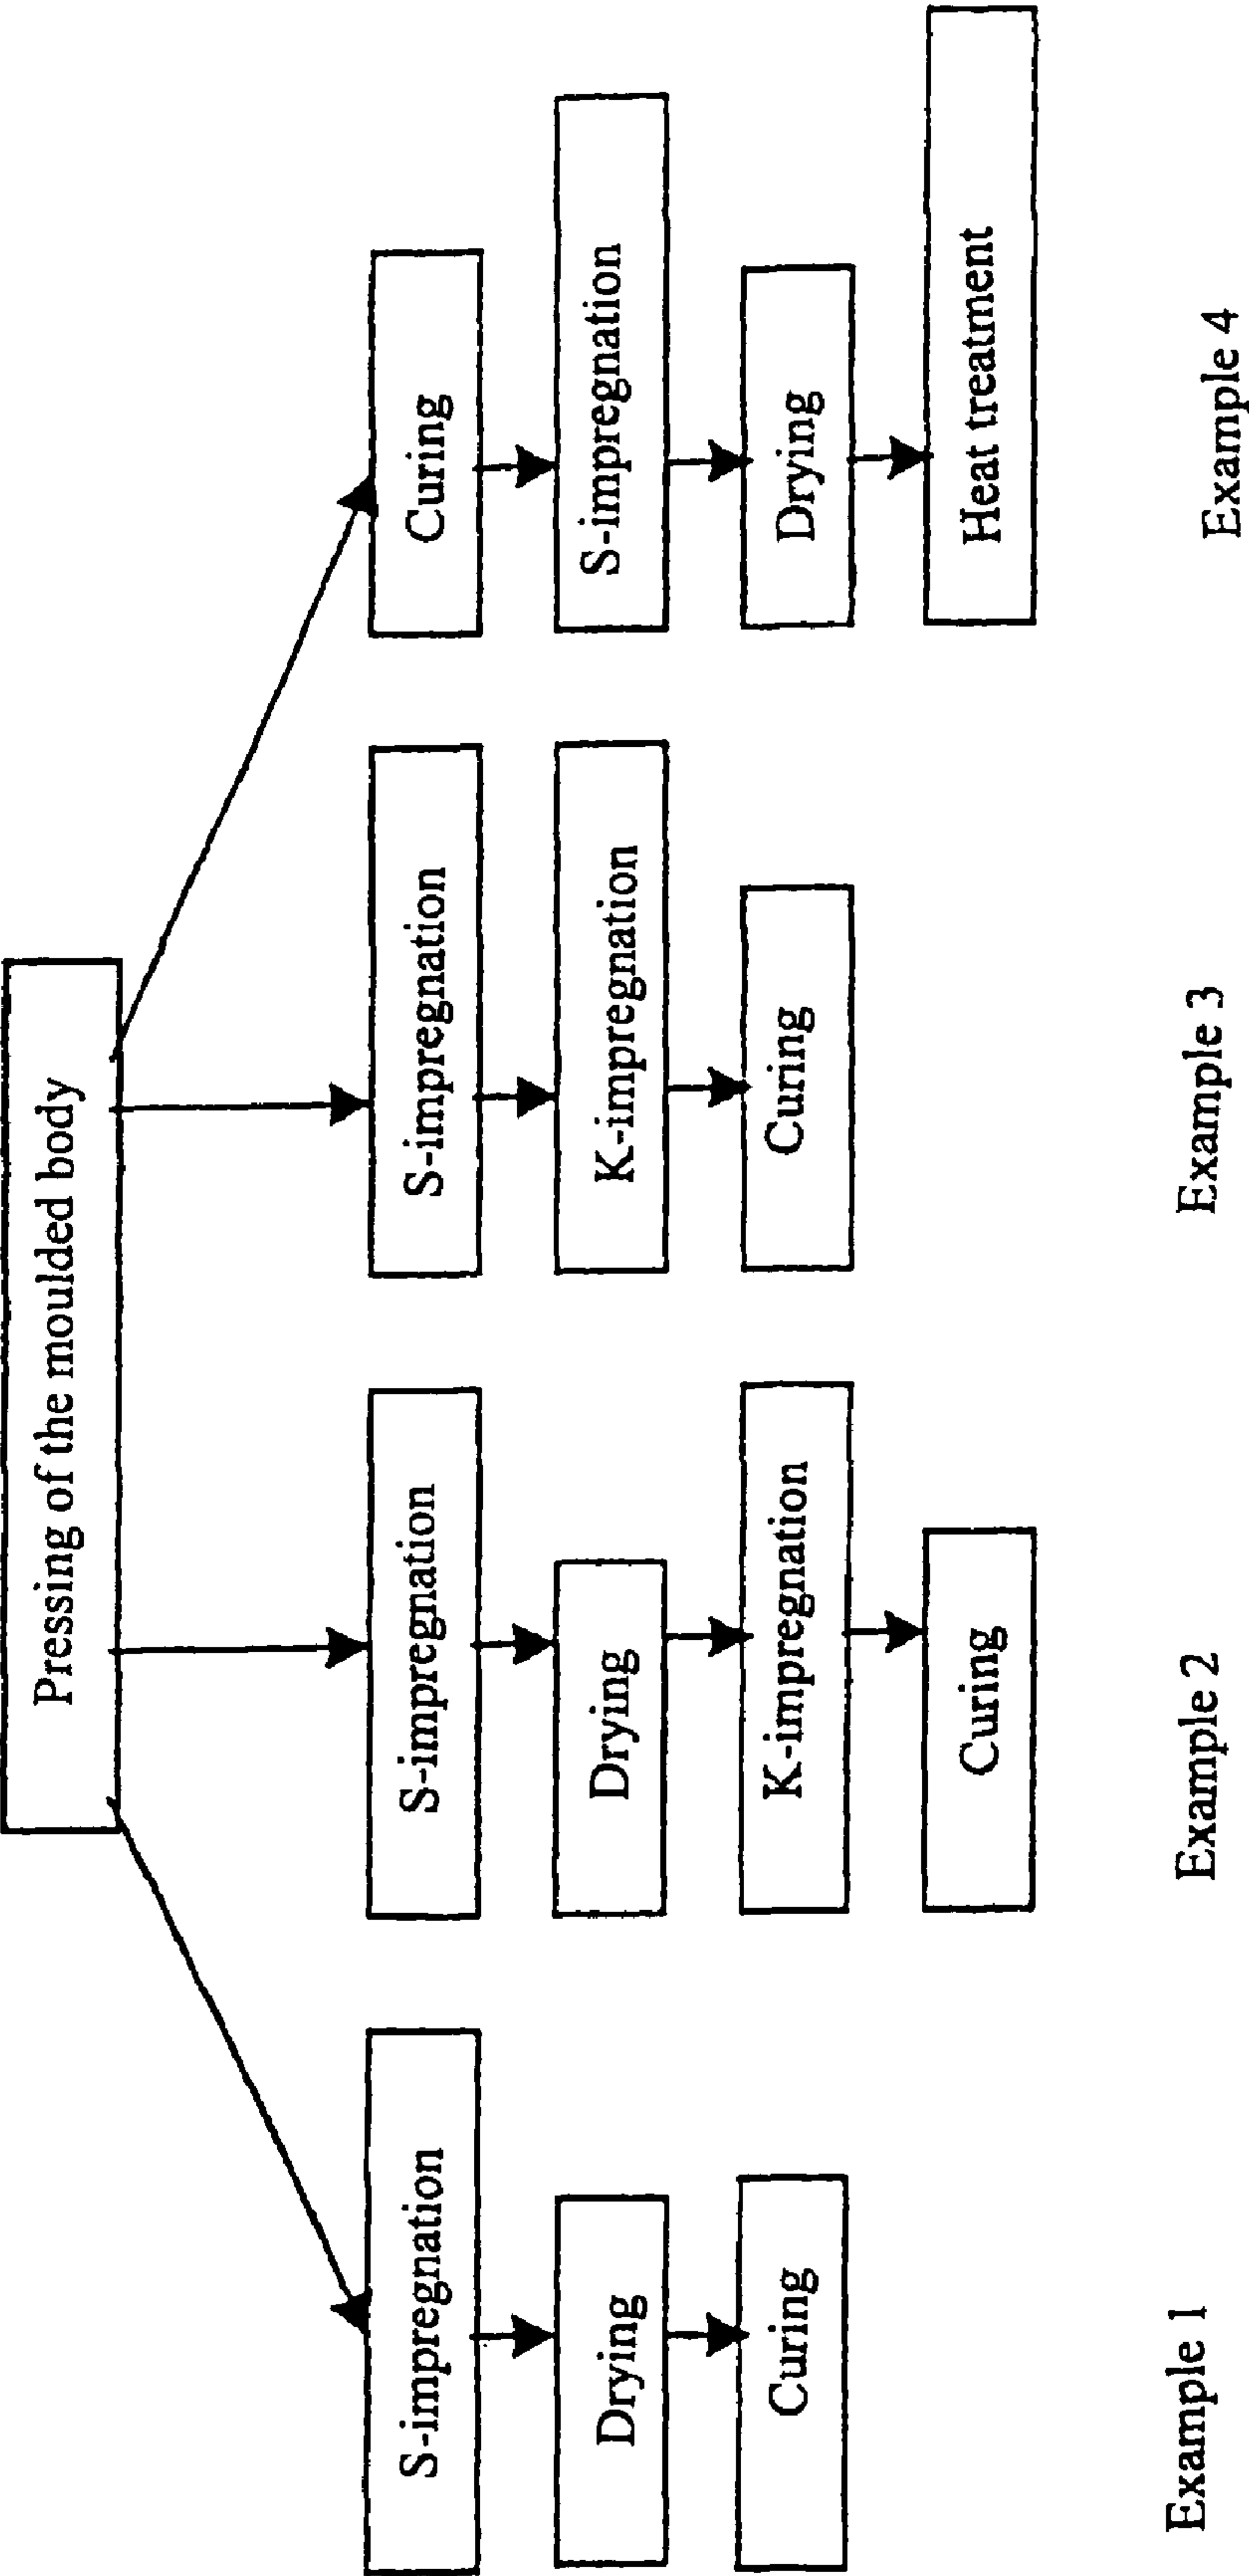 Pressing of the moulded body
S-impregnation
Drying
Curing
Example 1
S-impregnation
Drying
K-impregnation
Curing
Example 2
S-impregnation
K-impregnation
Curing
Example 3
Curing
S-impregnation
Drying
Heat treatment
Example 4